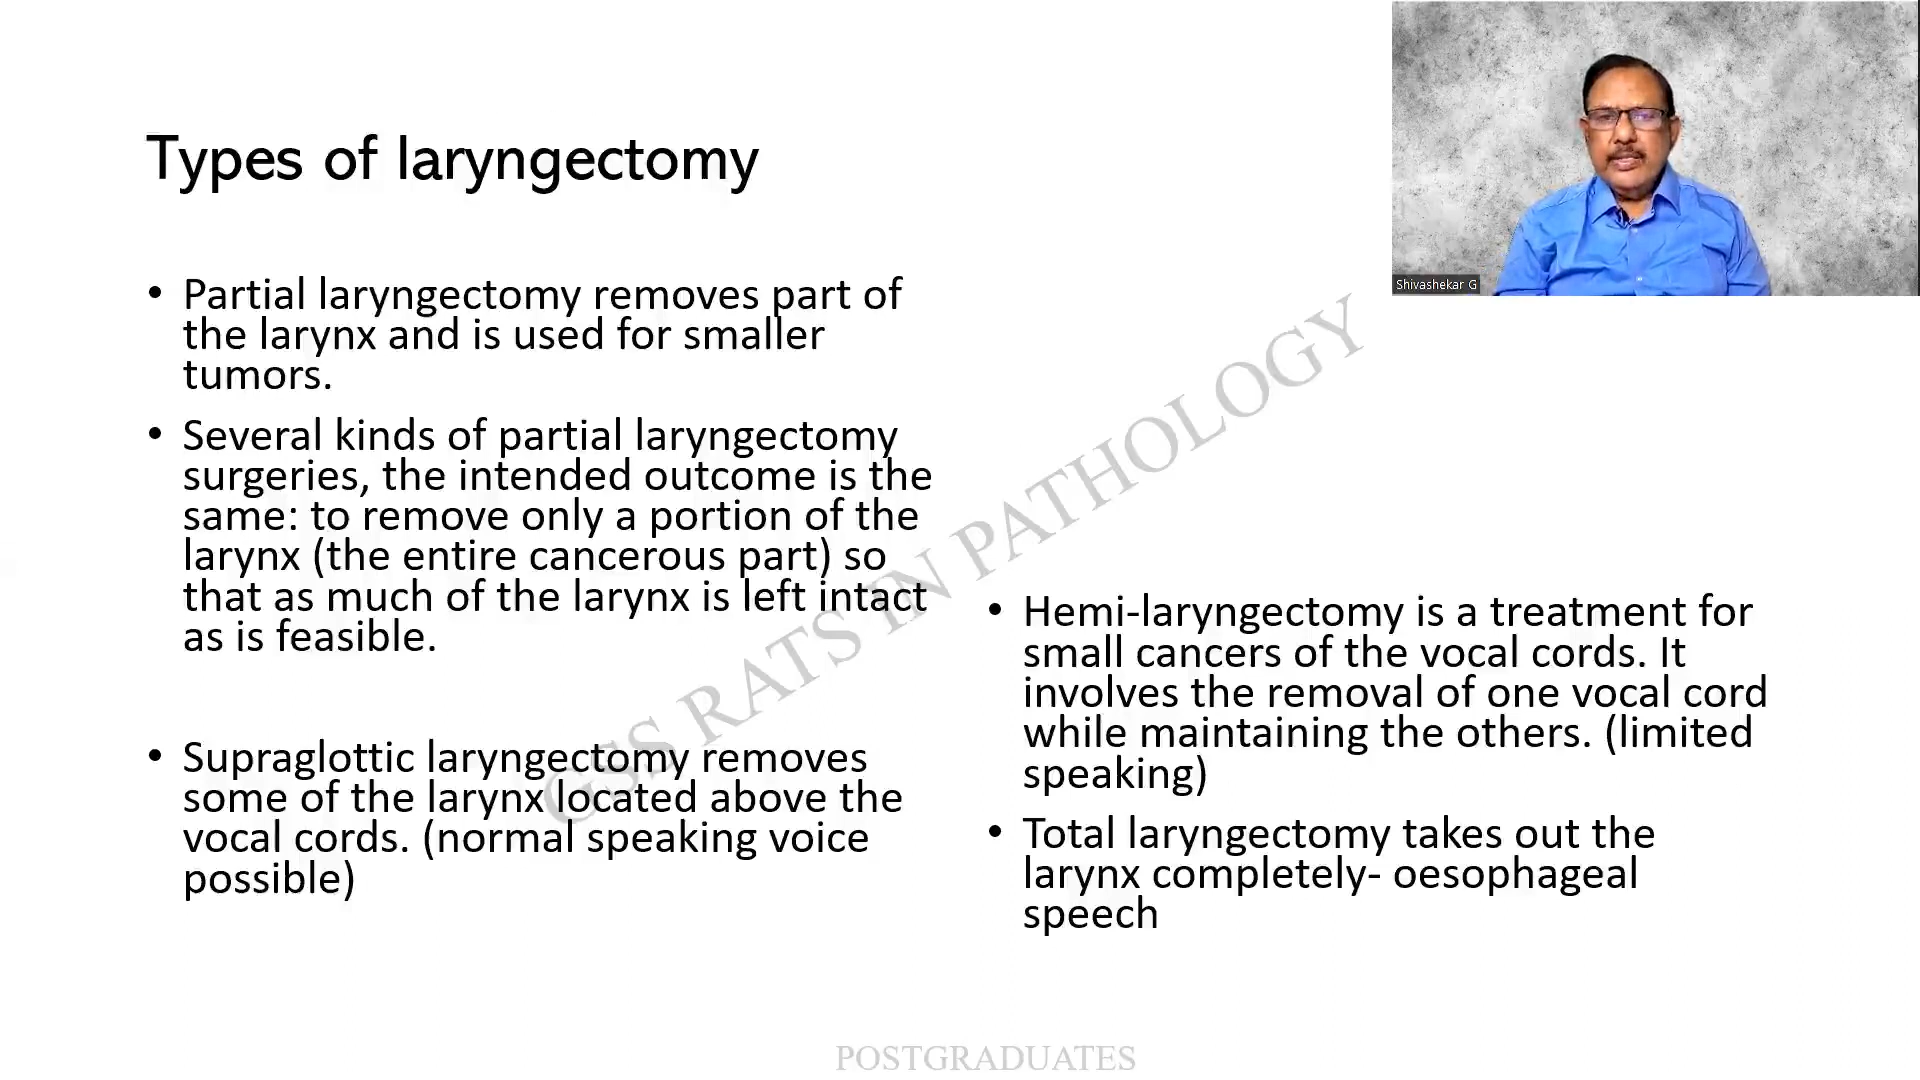 Types of laryngectomy
• Partial laryngectomy removes part of
the larynx and is used for smaller
tumors.
• Several kinds of partial laryngectomy
surgeries, the intended outcome is the
same: to remove only a portion of the
larynx (the entire cancerous part) so
that as much of the larynx is left intact
as is feasible.
• Supraglottic laryngectomy removes
some of the larynx located above the
vocal cords. (normal speaking voice
possible)
• Hemi-laryngectomy is a treatment for
small cancers of the vocal cords. It
involves the removal of one vocal cord
while maintaining the others. (limited
speaking)
• Total laryngectomy takes out the
larynx completely- oesophageal
speech
Shivashekar G
GSS RATS IN PATHOLOGY
POSTGRADUATES